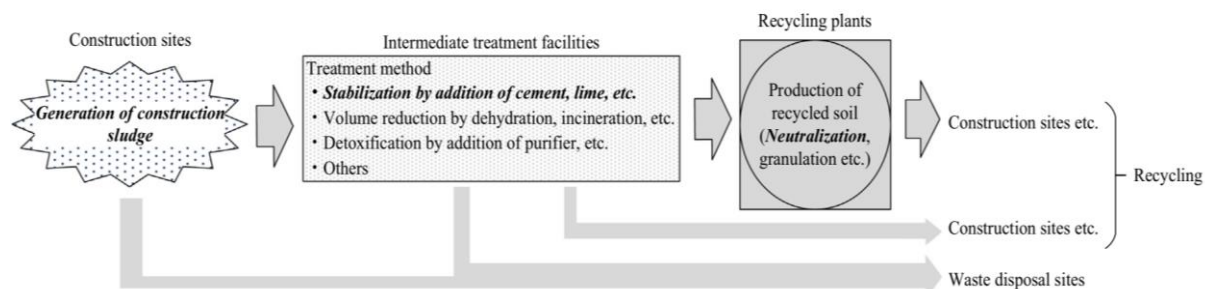 Construction sites
Generation of construction
sludge
Intermediate treatment facilities
Treatment method
・Stabilization by addition of cement, lime, etc.
・Volume reduction by dehydration, incineration, etc.
・Detoxification by addition of purifier, etc.
・Others
Recycling plants
Production of
recycled soil
(Neutralization,
granulation etc.)
Construction sites etc.
Construction sites etc.
Recycling
Waste disposal sites